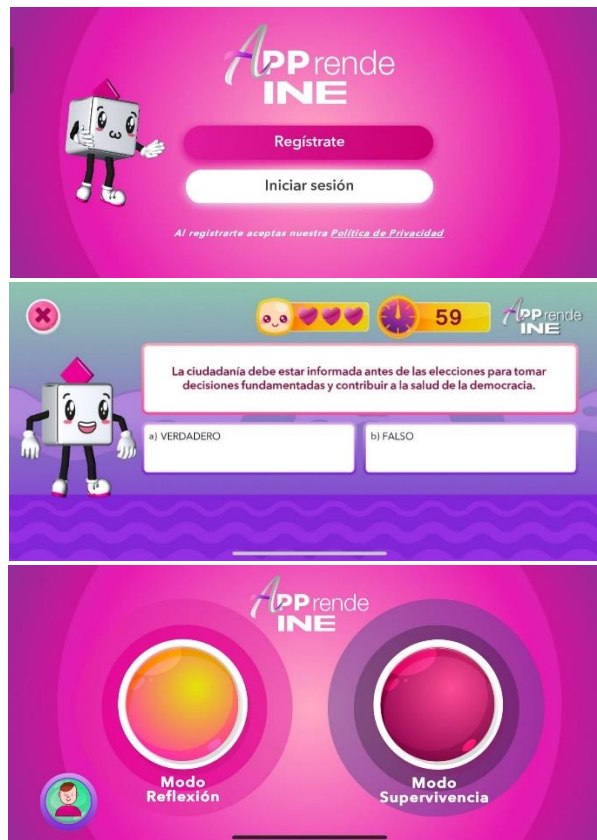 APPrende
INE
Regístrate
Iniciar sesión
Al registrarte aceptas nuestra Política de Privacidad
59
APPrende
INE
La ciudadanía debe estar informada antes de las elecciones para tomar
decisiones fundamentadas y contribuir a la salud de la democracia.
a) VERDADERO
b) FALSO
APPrende
INE
Modo
Reflexión
Modo
Supervivencia